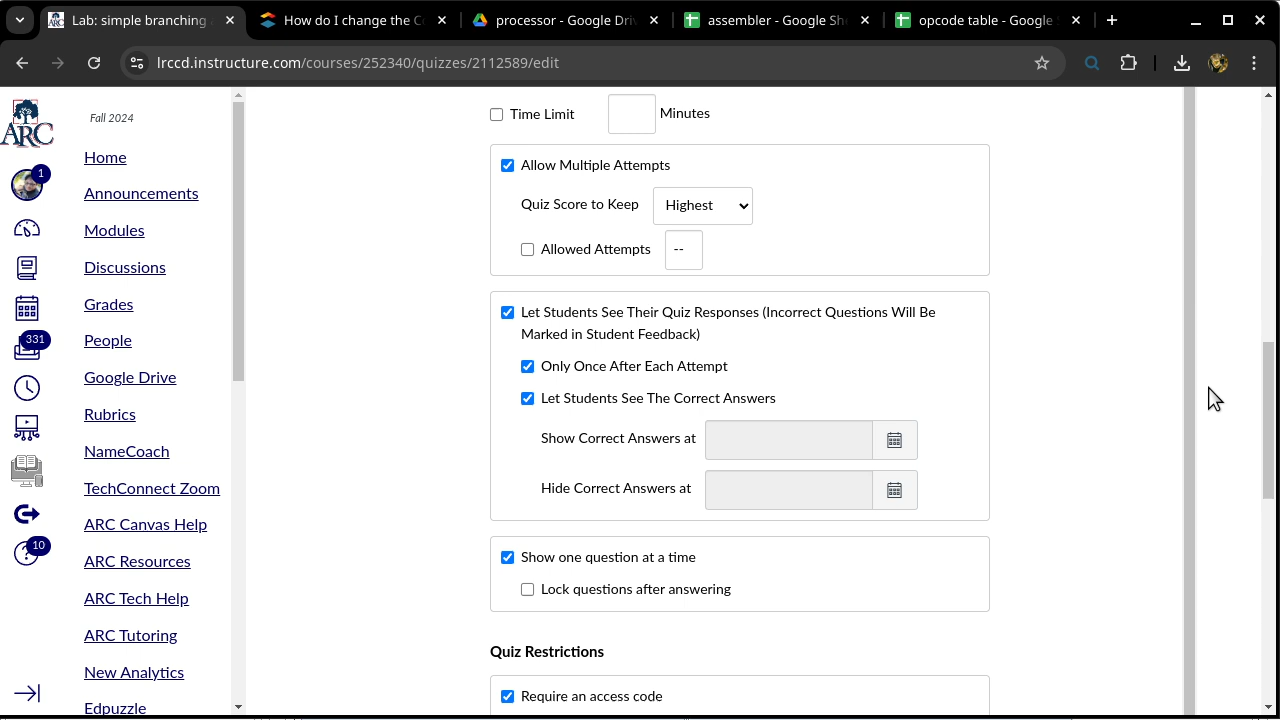 Lab: simple branching
How do I change the C
processor - Google Dri
assembler - Google She
opcode table - Google
lrccd.instructure.com/courses/252340/quizzes/2112589/edit
ARC
1
331
10
Fall 2024
Home
Announcements
Modules
Discussions
Grades
People
Google Drive
Rubrics
NameCoach
TechConnect Zoom
ARC Canvas Help
ARC Resources
ARC Tech Help
ARC Tutoring
New Analytics
Edpuzzle
Time Limit Minutes
Allow Multiple Attempts
Quiz Score to Keep Highest
Allowed Attempts --
Let Students See Their Quiz Responses (Incorrect Questions Will Be
Marked in Student Feedback)
Only Once After Each Attempt
Let Students See The Correct Answers
Show Correct Answers at
Hide Correct Answers at
Show one question at a time
Lock questions after answering
Quiz Restrictions
Require an access code